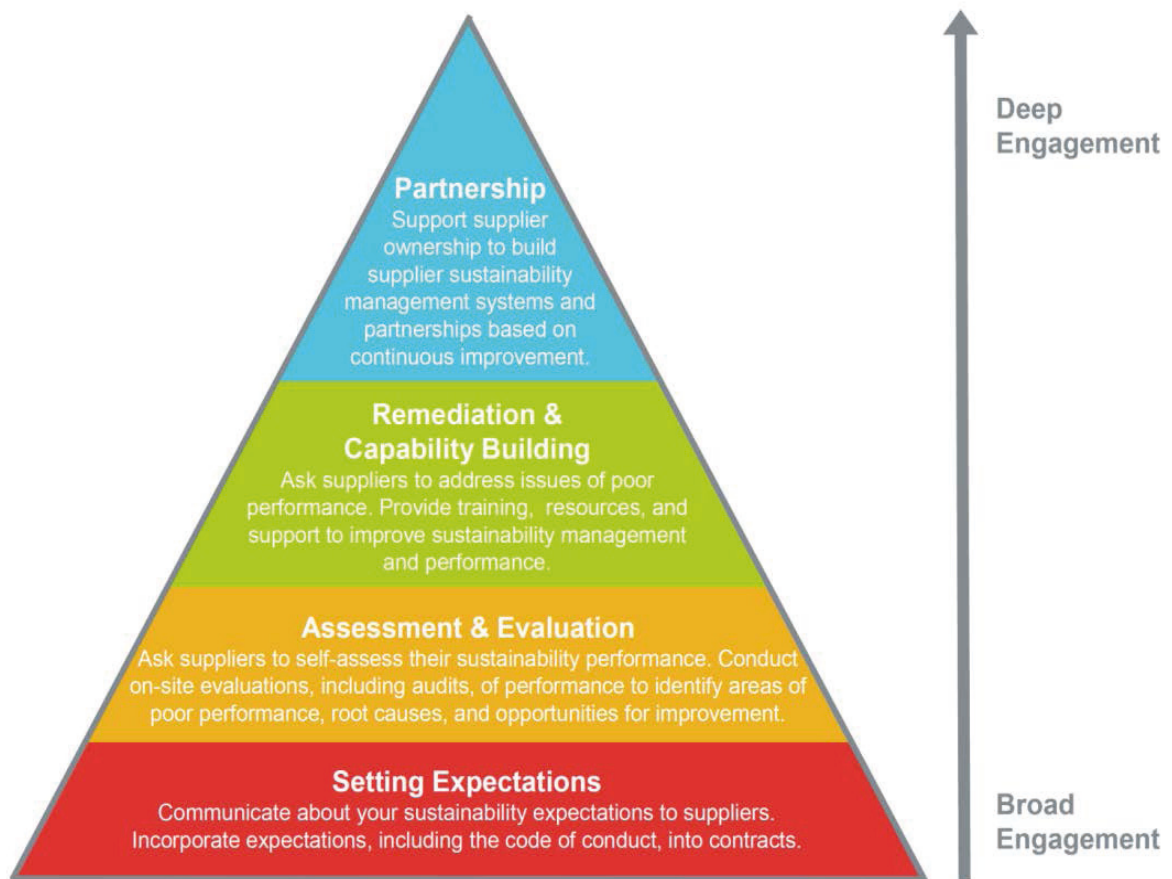 Partnership
Support supplier
ownership to build
supplier sustainability
management systems and
partnerships based on
continuous improvement.
Remediation &
Capability Building
Ask suppliers to address issues of poor
performance. Provide training, resources, and
support to improve sustainability management
and performance.
Assessment & Evaluation
Ask suppliers to self-assess their sustainability performance. Conduct
on-site evaluations, including audits, of performance to identify areas of
poor performance, root causes, and opportunities for improvement.
Setting Expectations
Communicate about your sustainability expectations to suppliers.
Incorporate expectations, including the code of conduct, into contracts.
Deep
Engagement
Broad
Engagement